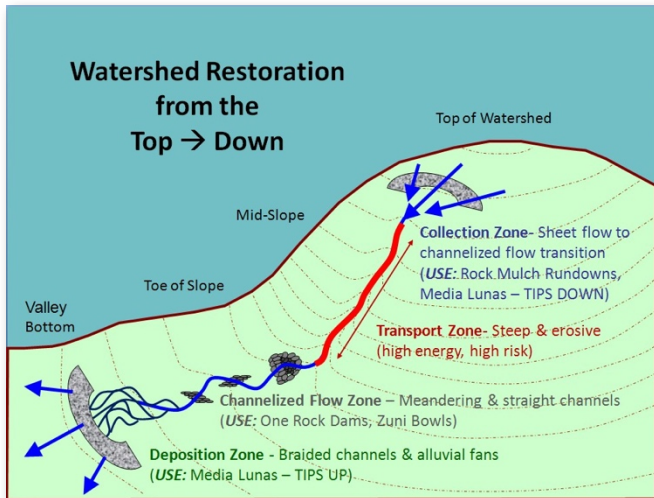 Watershed Restoration
from the
Top → Down
Top of Watershed
Mid-Slope
Collection Zone- Sheet flow to
channelized flow transition
(USE: Rock Mulch Rundowns,
Media Lunas – TIPS DOWN)
Toe of Slope
Valley
Bottom
Transport Zone- Steep & erosive
(high energy, high risk)
Channelized Flow Zone – Meandering & straight channels
(USE: One Rock Dams, Zuni Bowls)
Deposition Zone- Braided channels & alluvial fans
(USE: Media Lunas – TIPS UP)